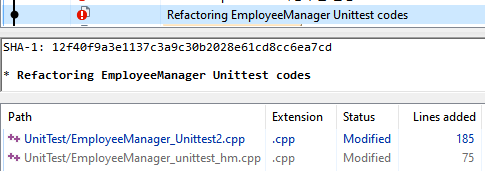 Refactoring EmployeeManager Unittest codes
SHA-1: 12f40f9a3e1137c3a9c30b2028e61cd8cc6ea7cd
* Refactoring EmployeeManager Unittest codes
Path Extension Status Lines added
UnitTest/EmployeeManager_Unittest2.cpp .cpp Modified 185
UnitTest/EmployeeManager_unittest_hm.cpp .cpp Modified 75